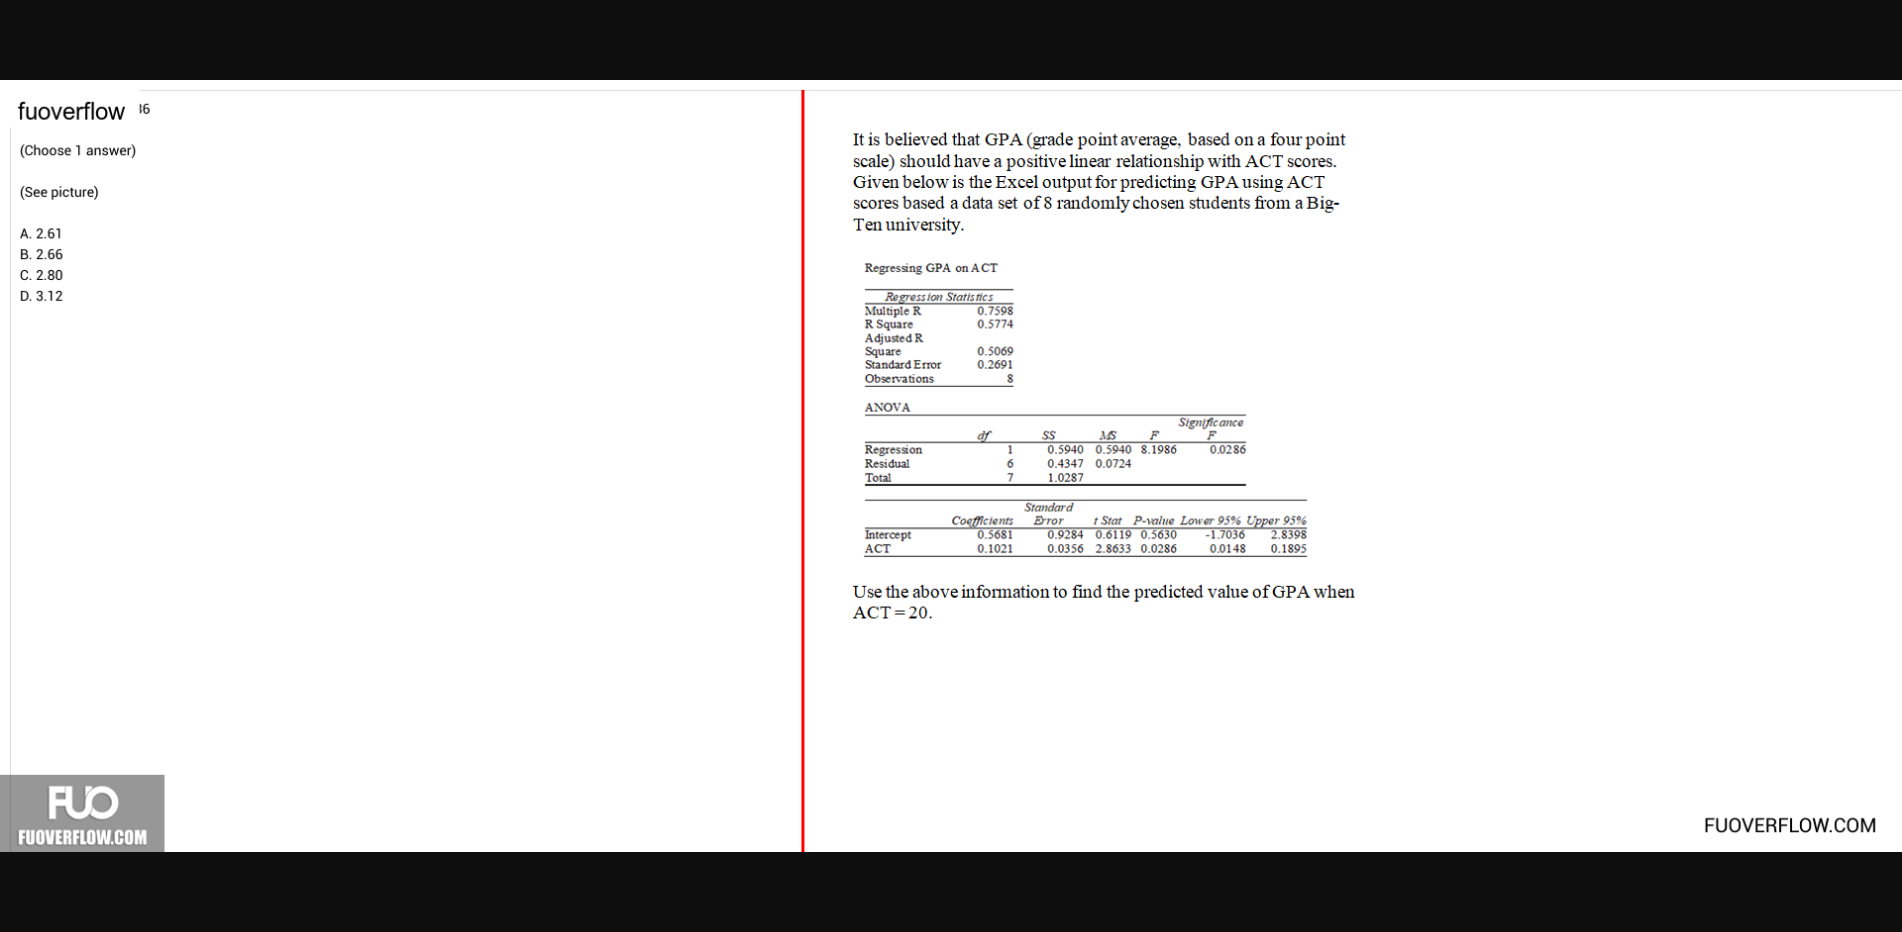 fuoverflow
(Choose 1 answer)
(See picture)
A. 2.61
B. 2.66
C. 2.80
D. 3.12
It is believed that GPA (grade point average, based on a four point
scale) should have a positive linear relationship with ACT scores.
Given below is the Excel output for predicting GPA using ACT
scores based a data set of 8 randomly chosen students from a Big-
Ten university.
Regressing GPA on ACT
Regression Statistics
Multiple R 0.7598
R Square 0.5774
Adjusted R
Square 0.5069
Standard Error 0.2691
Observations 8
ANOVA
Significance
df SS MS F F
Regression 1 0.5940 0.5940 8.1986 0.0286
Residual 6 0.4347 0.0724
Total 7 1.0287
Standard
Coefficients Error t Stat P-value Lower 95% Upper 95%
Intercept 0.5681 0.9284 0.6119 0.5630 -1.7036 2.8398
ACT 0.1021 0.0356 2.8633 0.0286 0.0148 0.1895
Use the above information to find the predicted value of GPA when
ACT = 20.
FUO
FUOVERFLOW.COM
FUOVERFLOW.COM